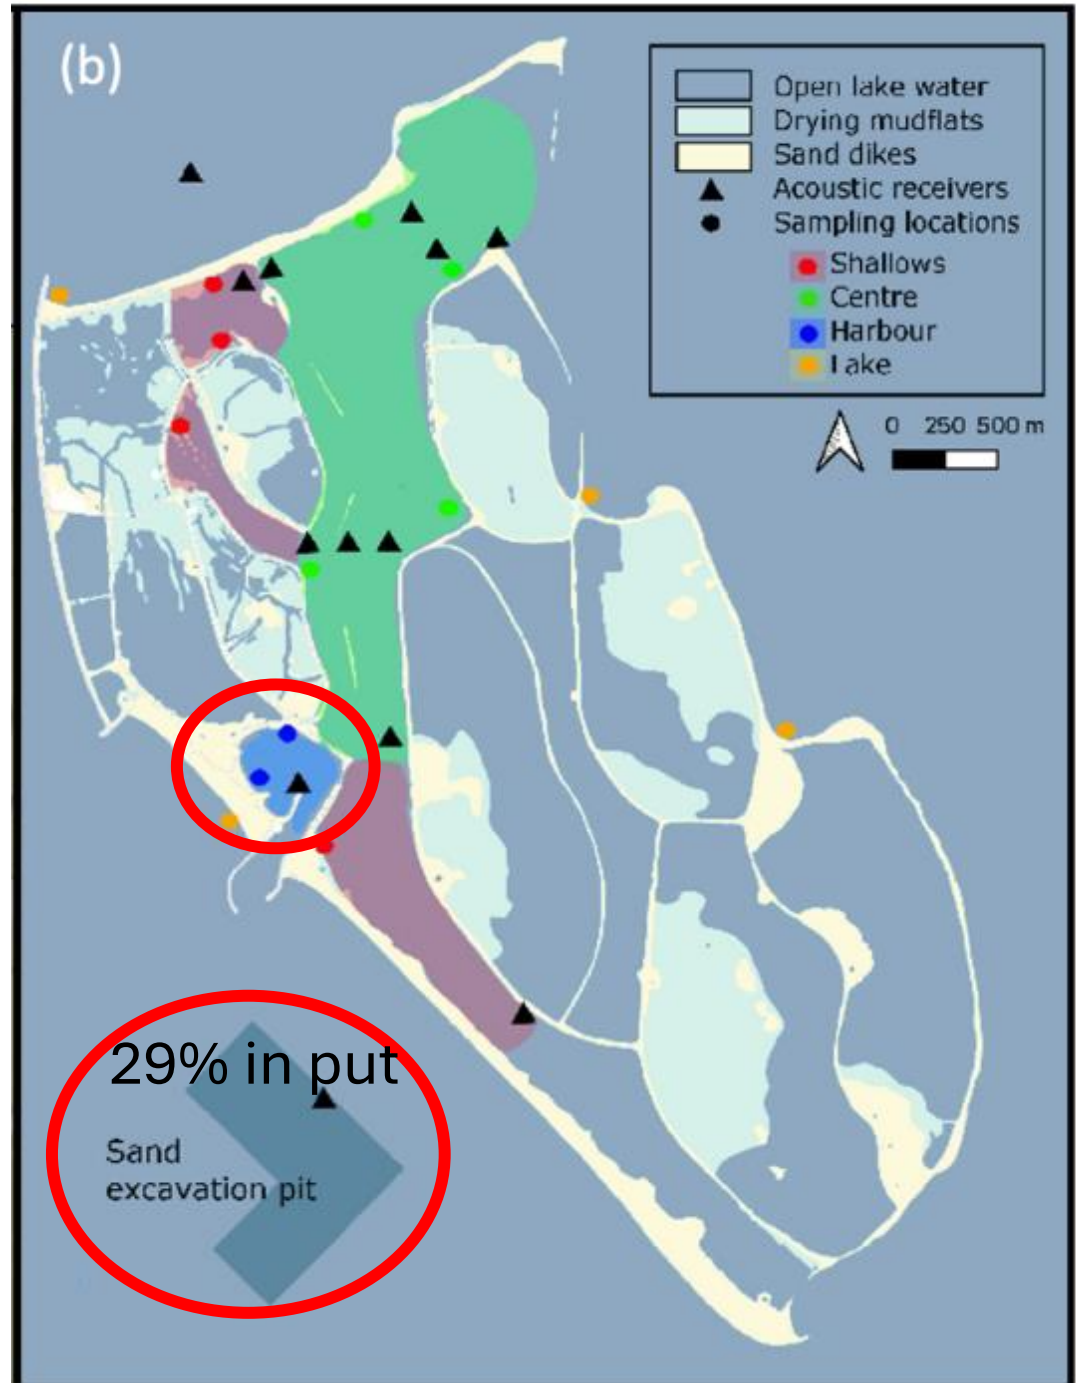 (b)
Open lake water
Drying mudflats
Sand dikes
Acoustic receivers
Sampling locations
Shallows
Centre
Harbour
Lake
0 250 500 m
29% in put
Sand
excavation pit